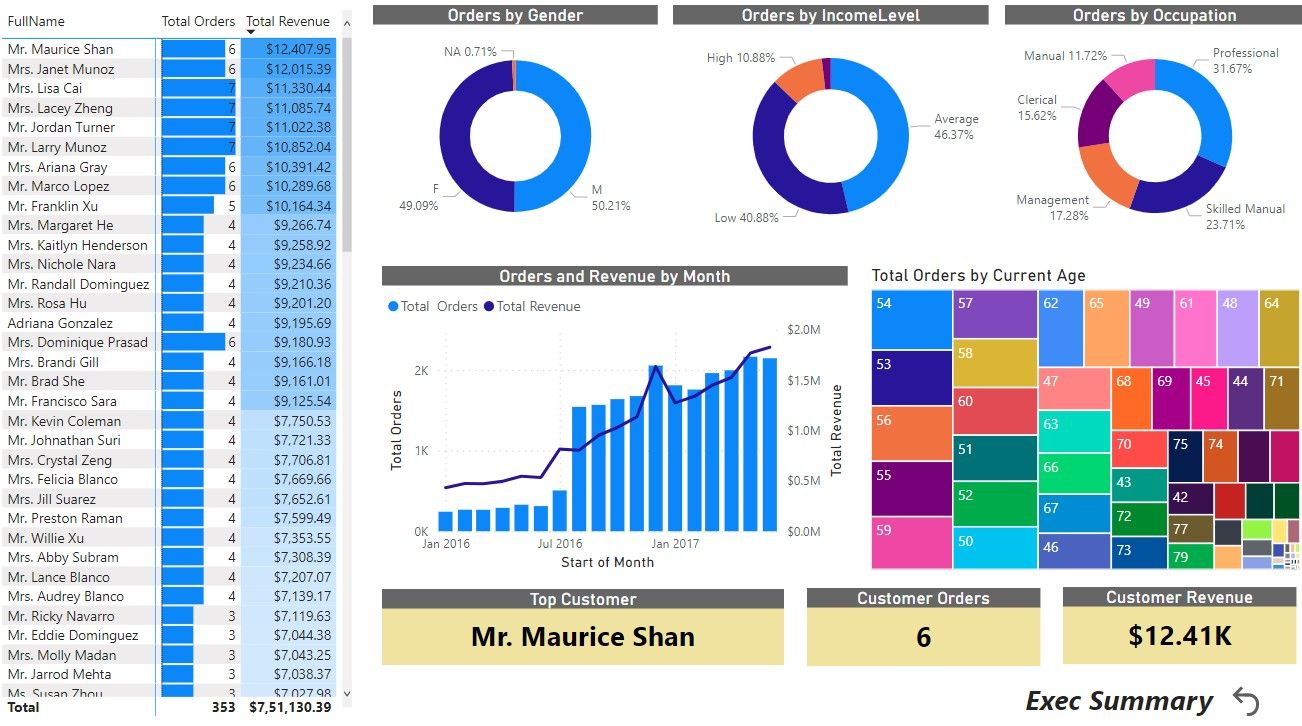 FullName Total Orders Total Revenue
Mr. Maurice Shan 6 $12,407.95
Mrs. Janet Munoz 6 $12,015.39
Mrs. Lisa Cai 7 $11,330.44
Mrs. Lacey Zheng 7 $11,085.74
Mr. Jordan Turner 7 $11,022.38
Mr. Larry Munoz 7 $10,852.04
Mrs. Ariana Gray 6 $10,391.42
Mr. Marco Lopez 6 $10,289.68
Mr. Franklin Xu 5 $10,164.34
Mrs. Margaret He 4 $9,266.74
Mrs. Kaitlyn Henderson 4 $9,258.92
Mrs. Nichole Nara 4 $9,234.66
Mr. Randall Dominguez 4 $9,210.36
Mrs. Rosa Hu 4 $9,201.20
Adriana Gonzalez 4 $9,195.69
Mrs. Dominique Prasad 6 $9,180.93
Mrs. Brandi Gill 4 $9,166.18
Mr. Brad She 4 $9,161.01
Mr. Francisco Sara 4 $9,125.54
Mr. Kevin Coleman 4 $7,750.53
Mr. Johnathan Suri 4 $7,721.33
Mrs. Crystal Zeng 4 $7,706.81
Mrs. Felicia Blanco 4 $7,669.66
Mrs. Jill Suarez 4 $7,652.61
Mr. Preston Raman 4 $7,599.49
Mr. Willie Xu 4 $7,353.55
Mrs. Abby Subram 4 $7,308.39
Mr. Lance Blanco 4 $7,207.07
Mrs. Audrey Blanco 4 $7,139.17
Mr. Ricky Navarro 3 $7,119.63
Mr. Eddie Dominguez 3 $7,044.38
Mrs. Molly Madan 3 $7,043.25
Mr. Jarrod Mehta 3 $7,038.37
Ms. Susan Zhou 3 $7,027.98
Total 353 $7,51,130.39
Orders by Gender
NA 0.71%
F
49.09%
M
50.21%
Orders by IncomeLevel
High 10.88%
Average
46.37%
Low 40.88%
Orders by Occupation
Manual 11.72%
Professional
31.67%
Clerical
15.62%
Management
17.28%
Skilled Manual
23.71%
Orders and Revenue by Month
Total Orders Total Revenue
$2.0M
2K
$1.5M
$1.0M
1K
$0.5M
0K
$0.0M
Total Orders
Total Revenue
Jan 2016 Jul 2016 Jan 2017
Start of Month
Total Orders by Current Age
54
53
56
55
59
57
58
60
51
52
50
62
65
49
61
48
64
47
63
66
67
46
68
69
45
44
71
70
43
72
73
75
74
42
77
79
Top Customer
Mr. Maurice Shan
Customer Orders
6
Customer Revenue
$12.41K
Exec Summary